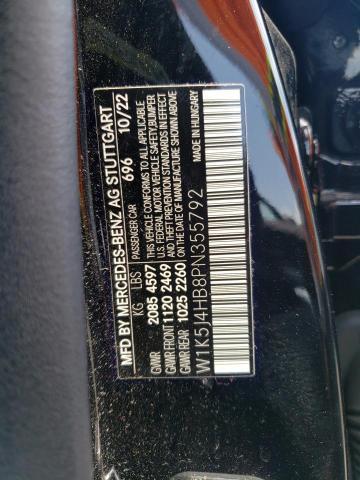 MFD BY MERCEDES-BENZ AG STUTTGART
696 10/22
KG LBS PASSENGER CAR
GVWR 2085 4597 THIS VEHICLE CONFORMS TO ALL APPLICABLE
U.S. FEDERAL MOTOR VEHICLE SAFETY, BUMPER
GAWR FRONT 1120 2469 AND THEFT PREVENTION STANDARDS IN EFFECT
GAWR REAR 1025 2260 ON THE DATE OF MANUFACTURE SHOWN ABOVE
MADE IN HUNGARY
W1K5J4HB8PN355792